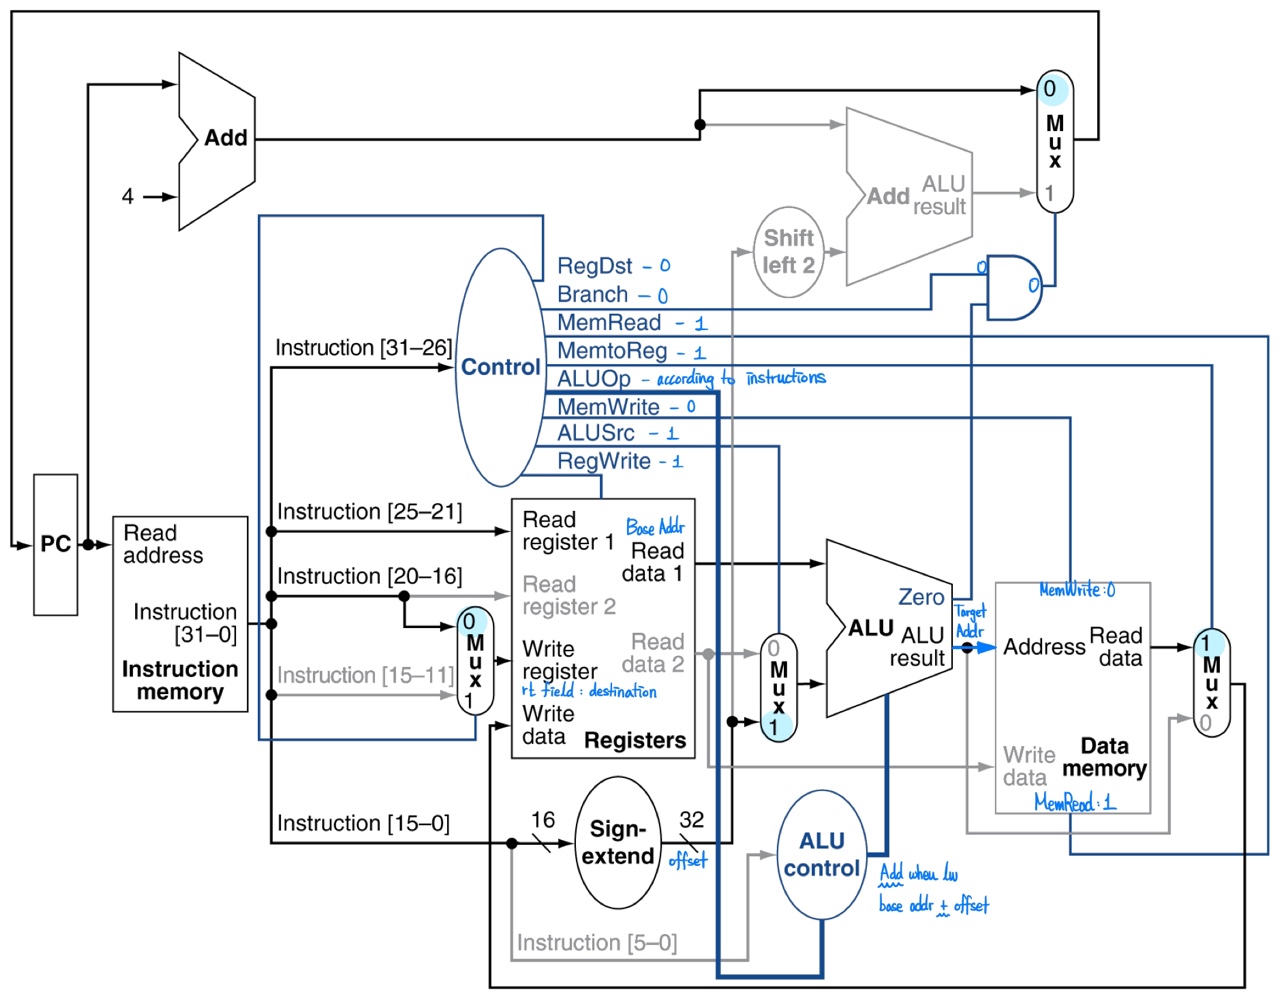 0
Mux
1
Add
4
Add ALU result
Shift left 2
RegDst - 0
Branch - 0
MemRead - 1
MemtoReg - 1
ALUOp - according to instructions
MemWrite - 0
ALUSrc - 1
RegWrite - 1
0
0
Instruction [31–26]
Control
Instruction [25–21]
Instruction [20–16]
Instruction [15–11]
PC
Read address
Instruction [31–0]
Instruction memory
0
Mux
1
Read register 1
Base Addr
Read data 1
Read register 2
Read data 2
Write register
rt field : destination
Write data
Registers
0
Mux
1
Zero
ALU
ALU result
Target Addr
MemWrite:0
Address
Read data
Write data
Data memory
MemRead:1
1
Mux
0
Instruction [15–0]
16
Sign-extend
32
offset
ALU control
Add when lw
base addr + offset
Instruction [5–0]